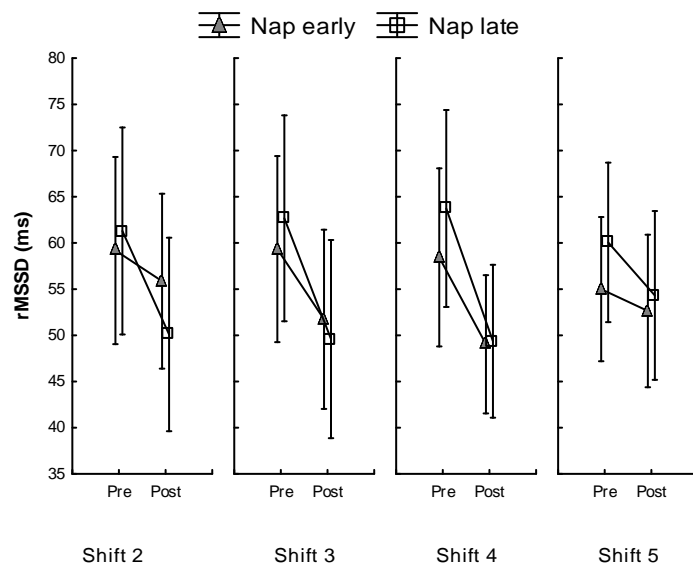 Nap early Nap late
80
75
70
65
60
55
50
45
40
35
rMSSD (ms)
Pre Post Pre Post Pre Post Pre Post
Shift 2 Shift 3 Shift 4 Shift 5